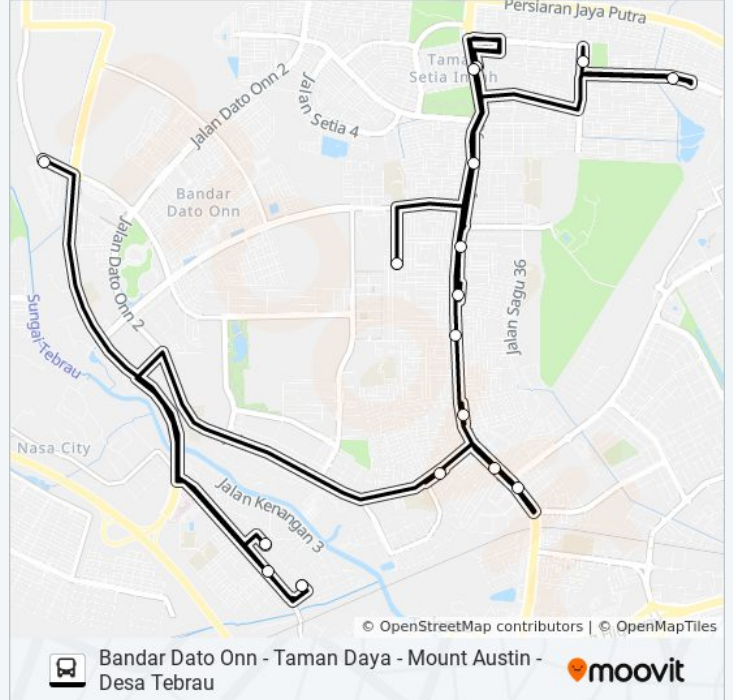 Persiaran Jaya Putra
Setia Indah
Jalan Dato Onn 2
Jalan Setia 4
Bandar
Dato Onn
Jalan Dato Onn 2
Jalan Sagu 36
Sungai Tebrau
Nasa City
Jalan Kenangan 3
© OpenStreetMap contributors | © OpenMapTiles
Bandar Dato Onn - Taman Daya - Mount Austin -
Desa Tebrau
moovit